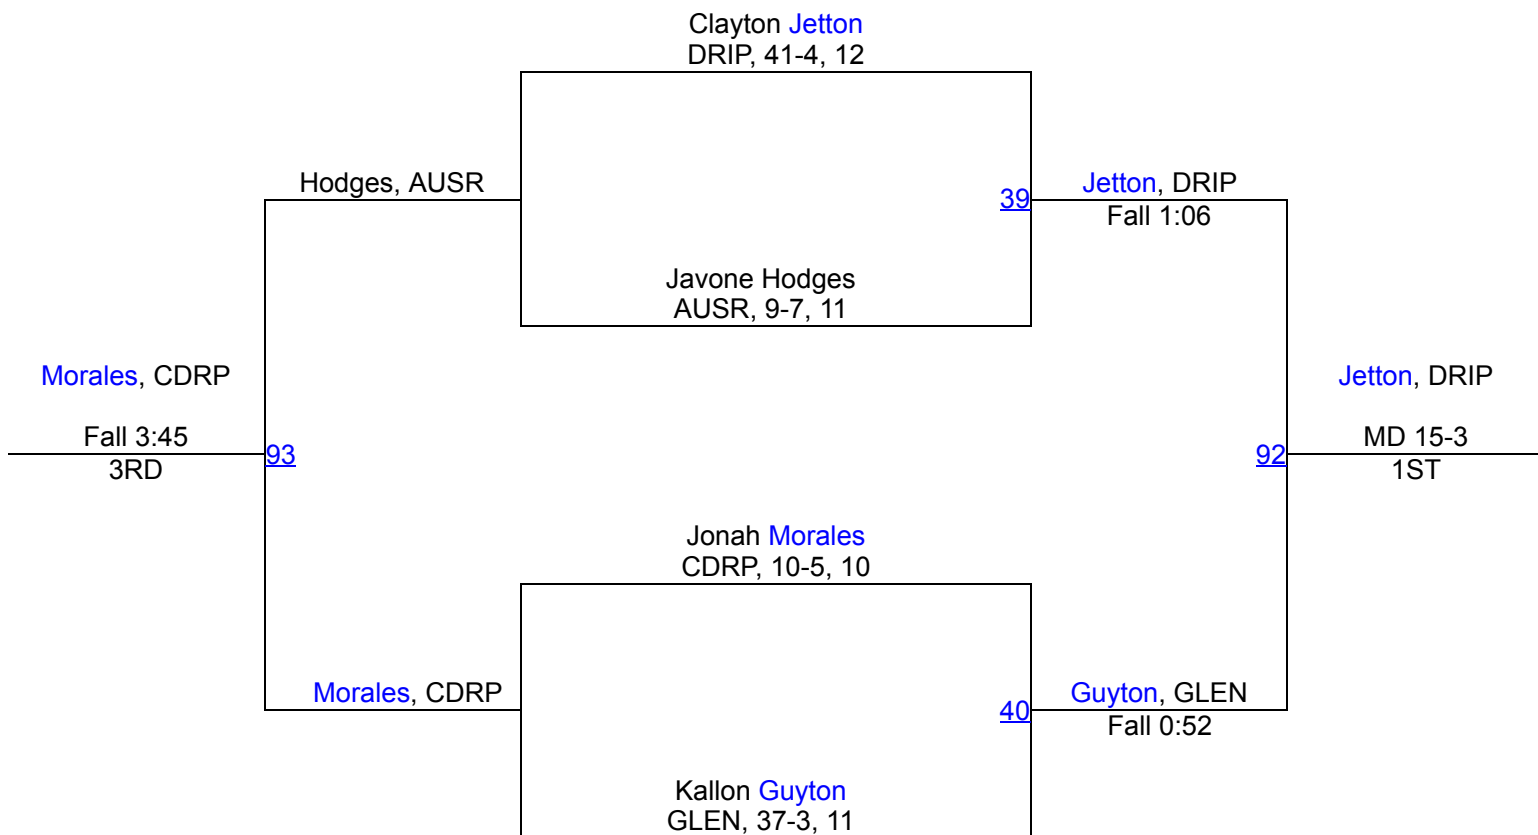 Clayton Jetton
DRIP, 41-4, 12
Hodges, AUSR
39
Jetton, DRIP
Fall 1:06
Javone Hodges
AUSR, 9-7, 11
Morales, CDRP
Fall 3:45
3RD
93
92
Jetton, DRIP
MD 15-3
1ST
Jonah Morales
CDRP, 10-5, 10
Morales, CDRP
40
Guyton, GLEN
Fall 0:52
Kallon Guyton
GLEN, 37-3, 11